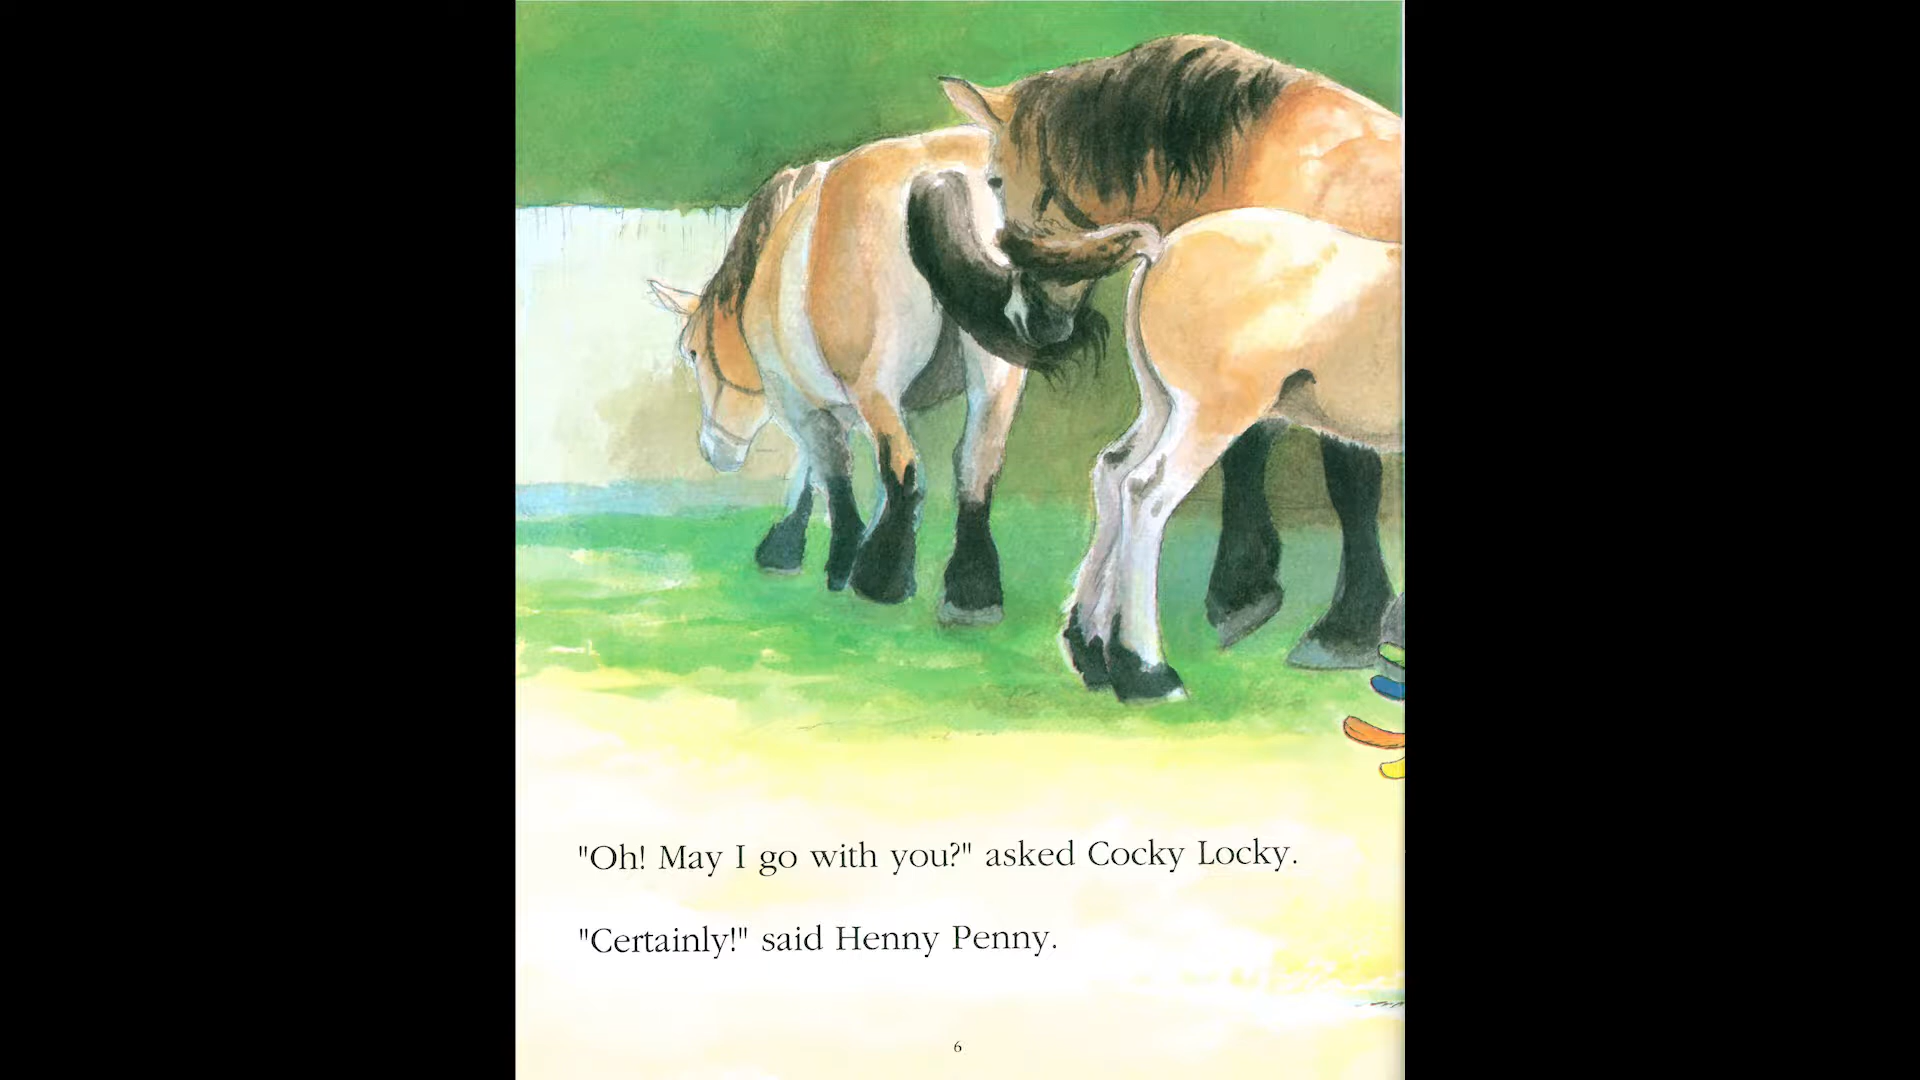 "Oh! May I go with you?" asked Cocky Locky.
"Certainly!" said Henny Penny.
6